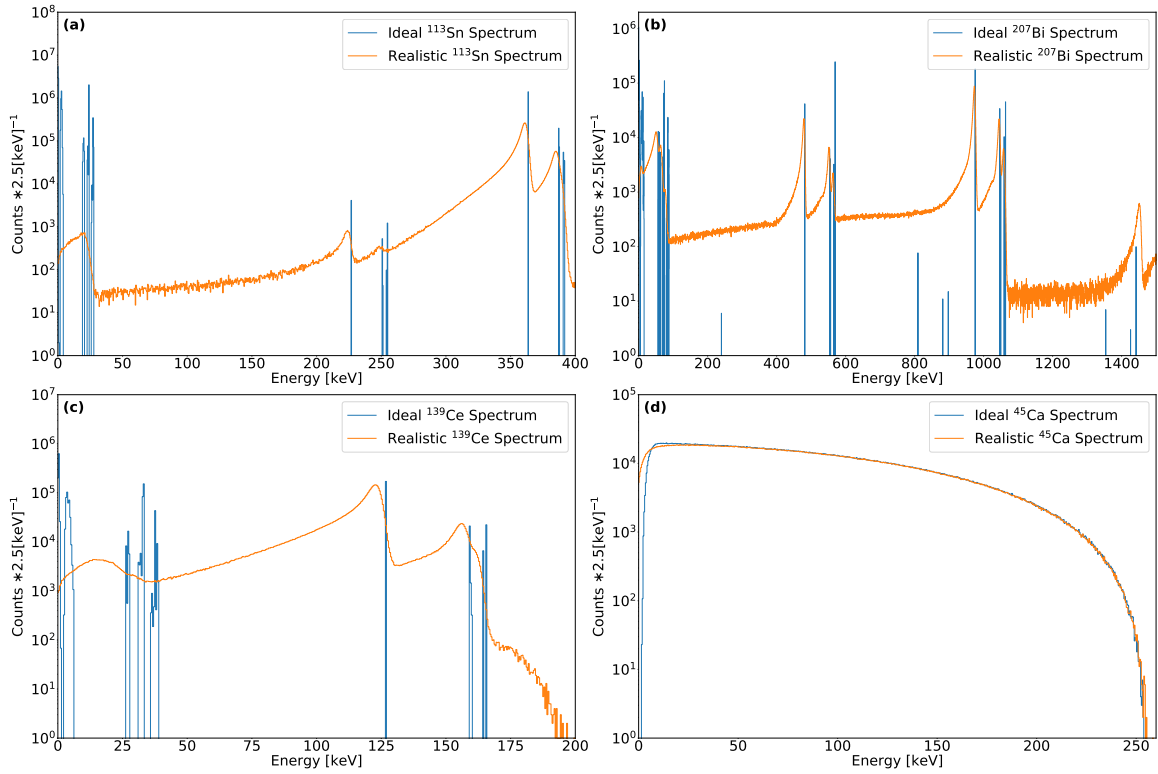 (a)
Ideal ¹¹³Sn Spectrum
Realistic ¹¹³Sn Spectrum
10⁸
10⁷
10⁶
10⁵
10⁴
10³
10²
10¹
10⁰
Counts ∗2.5[keV]⁻¹
0 50 100 150 200 250 300 350 400
Energy [keV]
(b)
Ideal ²⁰⁷Bi Spectrum
Realistic ²⁰⁷Bi Spectrum
10⁶
10⁵
10⁴
10³
10²
10¹
10⁰
Counts ∗2.5[keV]⁻¹
0 200 400 600 800 1000 1200 1400
Energy [keV]
(c)
Ideal ¹³⁹Ce Spectrum
Realistic ¹³⁹Ce Spectrum
10⁷
10⁶
10⁵
10⁴
10³
10²
10¹
10⁰
Counts ∗2.5[keV]⁻¹
0 25 50 75 100 125 150 175 200
Energy [keV]
(d)
Ideal ⁴⁵Ca Spectrum
Realistic ⁴⁵Ca Spectrum
10⁵
10⁴
10³
10²
10¹
10⁰
Counts ∗2.5[keV]⁻¹
0 50 100 150 200 250
Energy [keV]